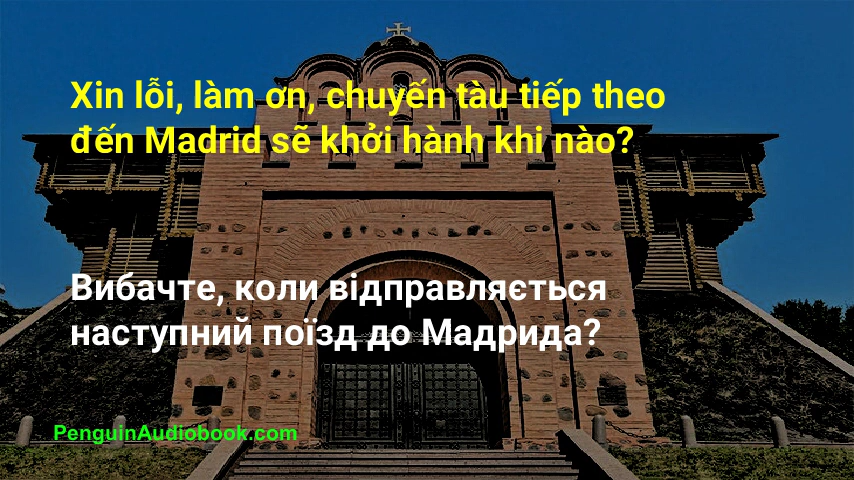 Xin lỗi, làm ơn, chuyến tàu tiếp theo
đến Madrid sẽ khởi hành khi nào?
Вибачте, коли відправляється
наступний поїзд до Мадрида?
PenguinAudiobook.com